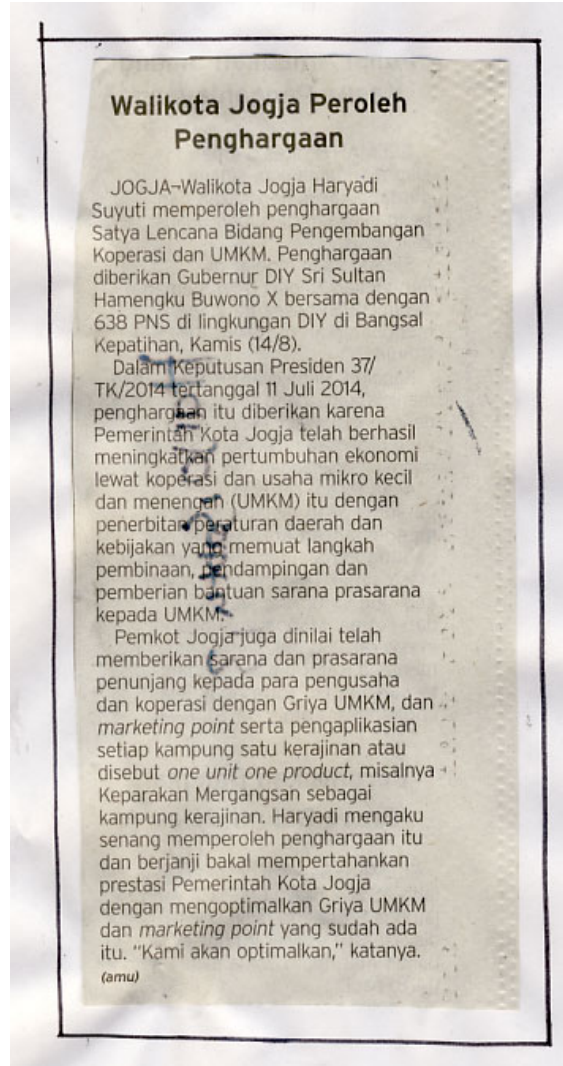 Walikota Jogja Peroleh
Penghargaan
JOGJA–Walikota Jogja Haryadi
Suyuti memperoleh penghargaan
Satya Lencana Bidang Pengembangan
Koperasi dan UMKM. Penghargaan
diberikan Gubernur DIY Sri Sultan
Hamengku Buwono X bersama dengan
638 PNS di lingkungan DIY di Bangsal
Kepatihan, Kamis (14/8).
Dalam Keputusan Presiden 37/
TK/2014 tertanggal 11 Juli 2014,
penghargaan itu diberikan karena
Pemerintah Kota Jogja telah berhasil
meningkatkan pertumbuhan ekonomi
lewat koperasi dan usaha mikro kecil
dan menengah (UMKM) itu dengan
penerbitan peraturan daerah dan
kebijakan yang memuat langkah
pembinaan, pendampingan dan
pemberian bantuan sarana prasarana
kepada UMKM.
Pemkot Jogja juga dinilai telah
memberikan sarana dan prasarana
penunjang kepada para pengusaha
dan koperasi dengan Griya UMKM, dan
marketing point serta pengaplikasian
setiap kampung satu kerajinan atau
disebut one unit one product, misalnya
Keparakan Mergangsan sebagai
kampung kerajinan. Haryadi mengaku
senang memperoleh penghargaan itu
dan berjanji bakal mempertahankan
prestasi Pemerintah Kota Jogja
dengan mengoptimalkan Griya UMKM
dan marketing point yang sudah ada
itu. “Kami akan optimalkan,” katanya.
(amu)